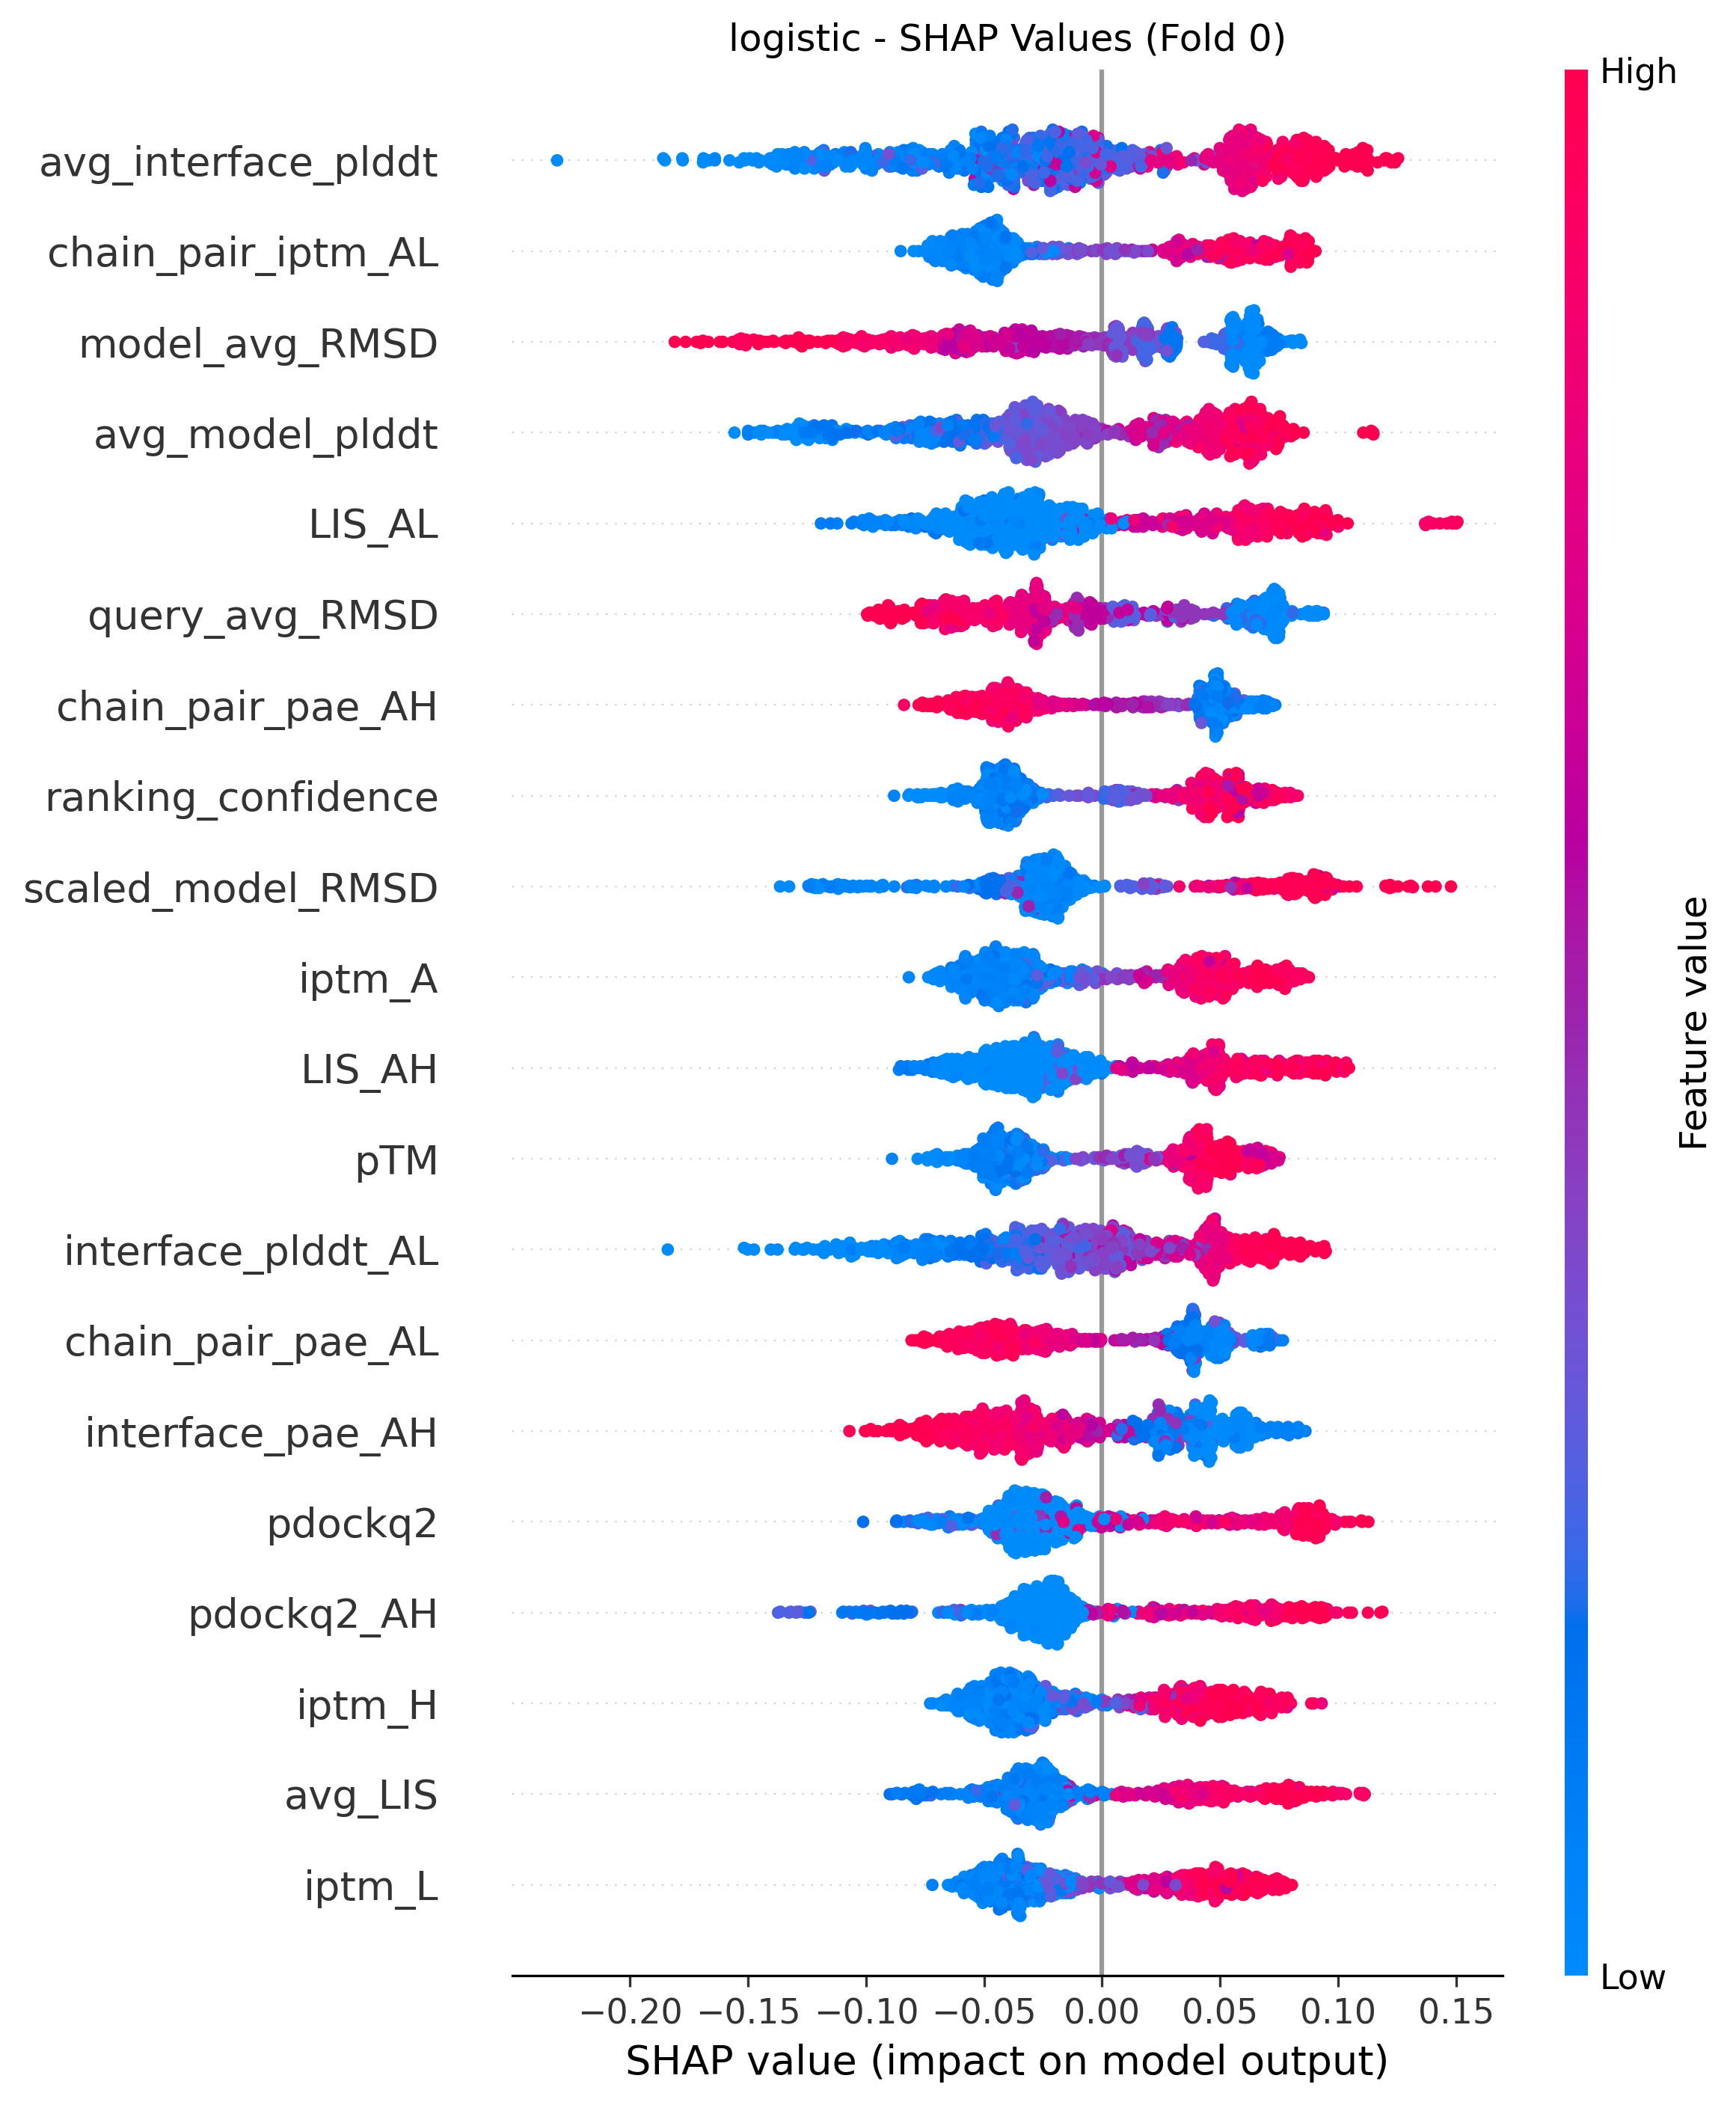 logistic - SHAP Values (Fold 0)
High
avg_interface_plddt
chain_pair_iptm_AL
model_avg_RMSD
avg_model_plddt
LIS_AL
query_avg_RMSD
chain_pair_pae_AH
ranking_confidence
scaled_model_RMSD
iptm_A
LIS_AH
pTM
interface_plddt_AL
chain_pair_pae_AL
interface_pae_AH
pdockq2
pdockq2_AH
iptm_H
avg_LIS
iptm_L
Feature value
Low
−0.20 −0.15 −0.10 −0.05 0.00 0.05 0.10 0.15
SHAP value (impact on model output)